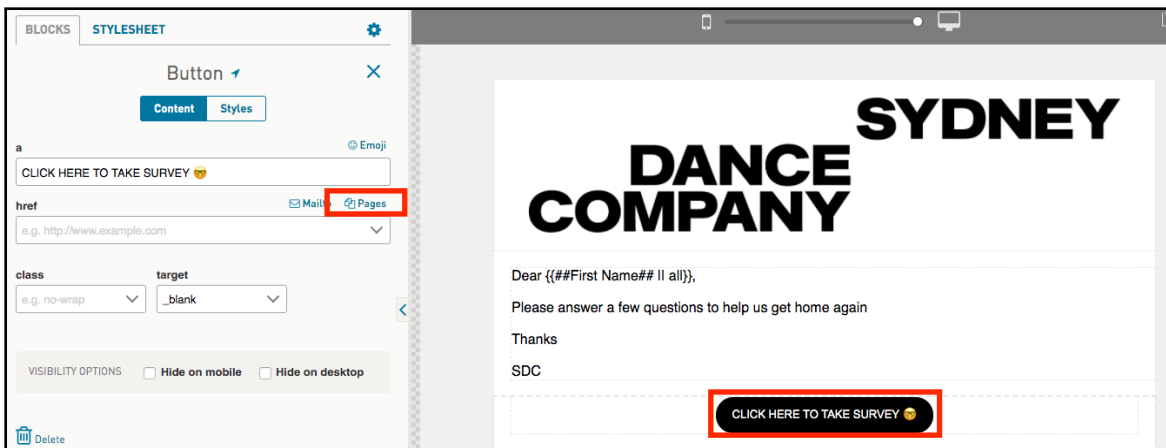 BLOCKS STYLESHEET
Button
Content Styles
a Emoji
CLICK HERE TO TAKE SURVEY 🤓
href Mailto Pages
e.g. http://www.example.com
class target
e.g. no-wrap _blank
VISIBILITY OPTIONS Hide on mobile Hide on desktop
Delete
SYDNEY
DANCE
COMPANY
Dear {{##First Name## || all}},
Please answer a few questions to help us get home again
Thanks
SDC
CLICK HERE TO TAKE SURVEY 🤓